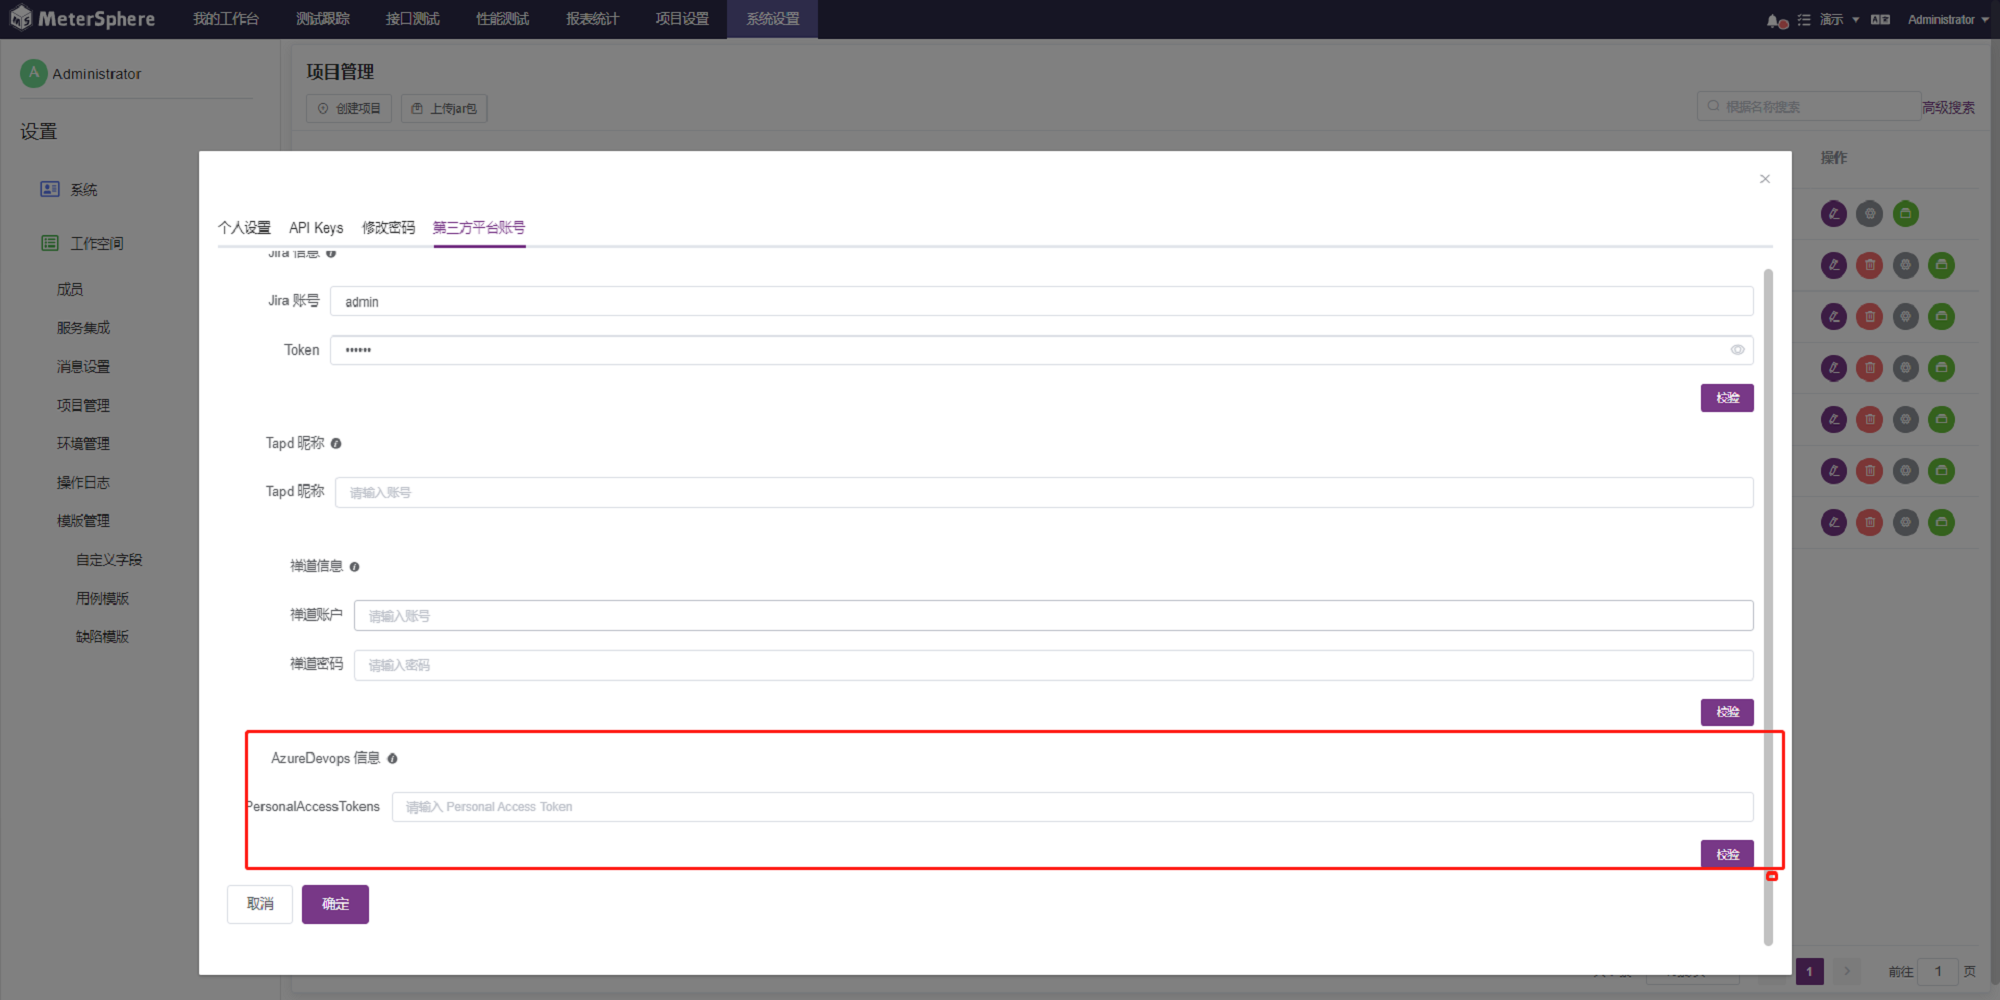 MeterSphere 我的工作台 测试跟踪 接口测试 性能测试 报表统计 项目设置 系统设置 演示 Administrator
A Administrator
项目管理
创建项目 上传jar包
根据名称搜索 高级搜索
设置
操作
系统
工作空间
成员
服务集成
消息设置
项目管理
环境管理
操作日志
模版管理
自定义字段
用例模版
缺陷模版
个人设置 API Keys 修改密码 第三方平台账号
Jira 信息
Jira 账号 admin
Token ••••••
校验
Tapd 昵称
Tapd 昵称 请输入账号
禅道信息
禅道账户 请输入账号
禅道密码 请输入密码
校验
AzureDevops 信息
PersonalAccessTokens 请输入 Personal Access Token
校验
取消 确定
1 前往 1 页